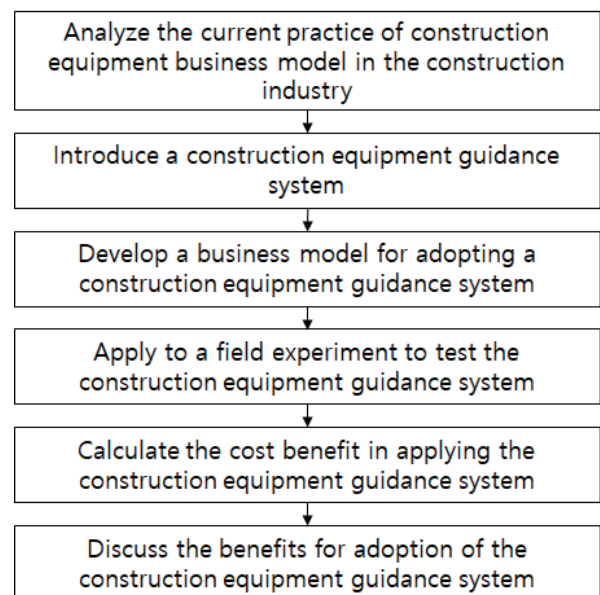 Analyze the current practice of construction
equipment business model in the construction
industry
Introduce a construction equipment guidance
system
Develop a business model for adopting a
construction equipment guidance system
Apply to a field experiment to test the
construction equipment guidance system
Calculate the cost benefit in applying the
construction equipment guidance system
Discuss the benefits for adoption of the
construction equipment guidance system